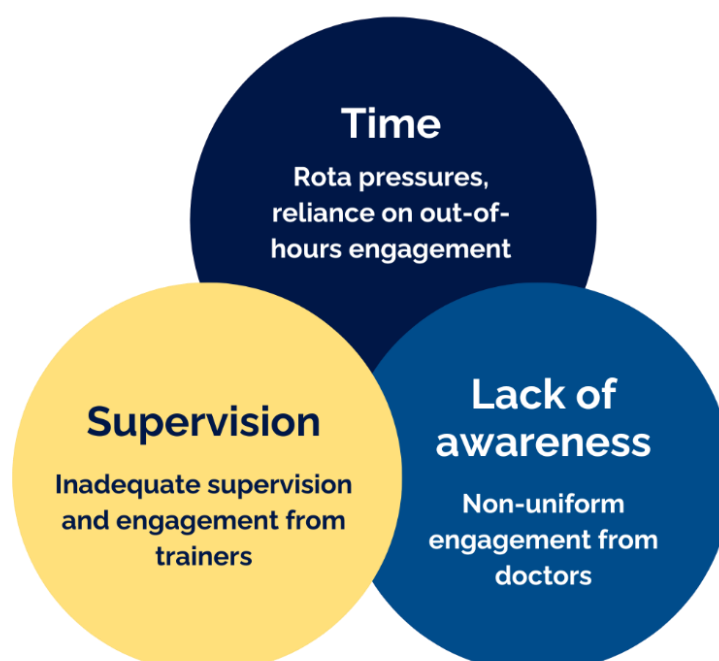 Time
Rota pressures,
reliance on out-of-
hours engagement
Supervision
Inadequate supervision
and engagement from
trainers
Lack of
awareness
Non-uniform
engagement from
doctors